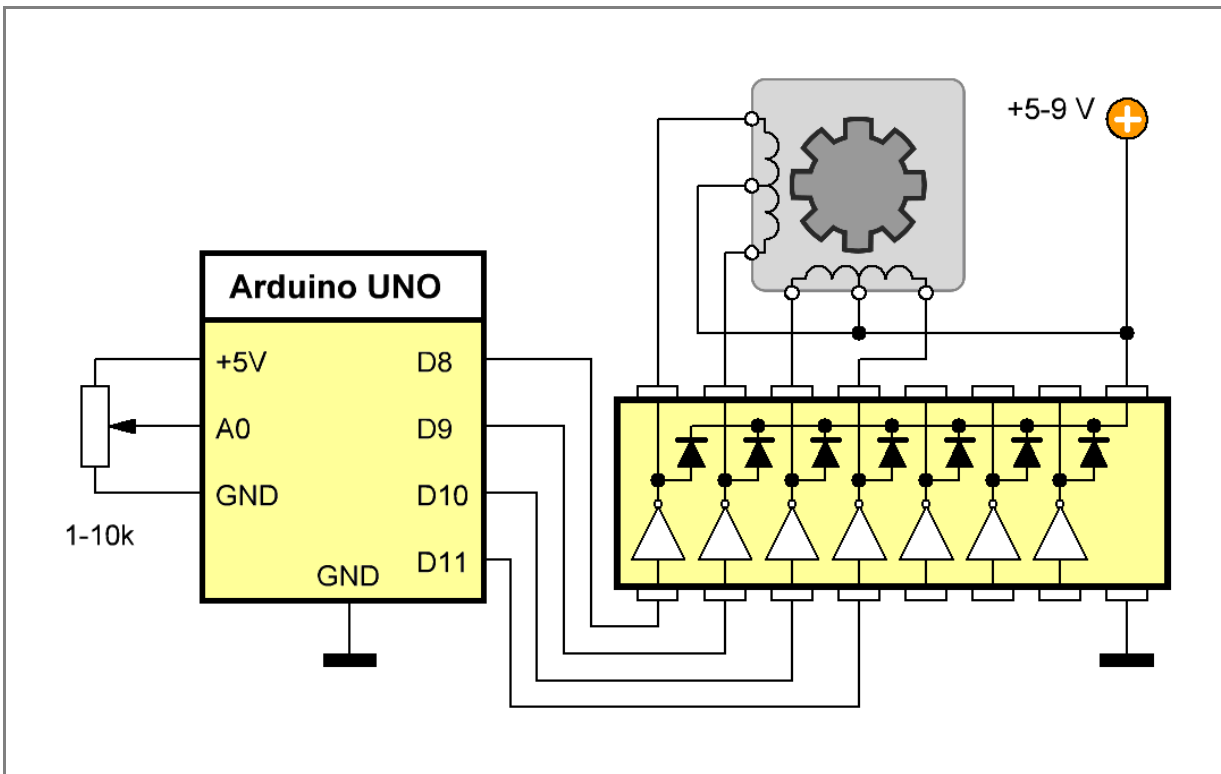 +5-9 V
Arduino UNO
+5V
D8
A0
D9
GND
D10
1-10k
D11
GND